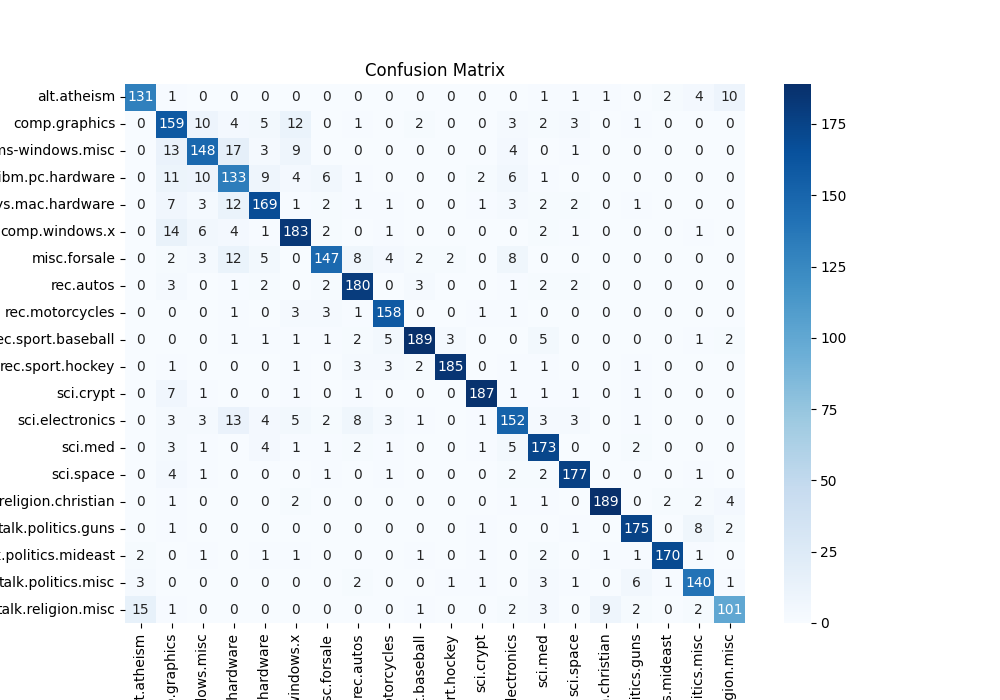 Confusion Matrix
alt.atheism 131 1 0 0 0 0 0 0 0 0 0 0 0 1 1 1 0 2 4 10
comp.graphics 0 159 10 4 5 12 0 1 0 2 0 0 3 2 3 0 1 0 0 0
ms-windows.misc 0 13 148 17 3 9 0 0 0 0 0 0 4 0 1 0 0 0 0 0
ibm.pc.hardware 0 11 10 133 9 4 6 1 0 0 0 2 6 1 0 0 0 0 0 0
ys.mac.hardware 0 7 3 12 169 1 2 1 1 0 0 1 3 2 2 0 1 0 0 0
comp.windows.x 0 14 6 4 1 183 2 0 1 0 0 0 0 2 1 0 0 0 1 0
misc.forsale 0 2 3 12 5 0 147 8 4 2 2 0 8 0 0 0 0 0 0 0
rec.autos 0 3 0 1 2 0 2 180 0 3 0 0 1 2 2 0 0 0 0 0
rec.motorcycles 0 0 0 1 0 3 3 1 158 0 0 1 1 0 0 0 0 0 0 0
ec.sport.baseball 0 0 0 1 1 1 1 2 5 189 3 0 0 5 0 0 0 0 1 2
rec.sport.hockey 0 1 0 0 0 1 0 3 3 2 185 0 1 1 0 0 1 0 0 0
sci.crypt 0 7 1 0 0 1 0 1 0 0 0 187 1 1 1 0 1 0 0 0
sci.electronics 0 3 3 13 4 5 2 8 3 1 0 1 152 3 3 0 1 0 0 0
sci.med 0 3 1 0 4 1 1 2 1 0 0 1 5 173 0 0 2 0 0 0
sci.space 0 4 1 0 0 0 1 0 1 0 0 0 2 2 177 0 0 0 1 0
religion.christian 0 1 0 0 0 2 0 0 0 0 0 0 1 1 0 189 0 2 2 4
talk.politics.guns 0 1 0 0 0 0 0 0 0 0 0 1 0 0 1 0 175 0 8 2
.politics.mideast 2 0 1 0 1 1 0 0 0 1 0 1 0 2 0 1 1 170 1 0
talk.politics.misc 3 0 0 0 0 0 0 2 0 0 1 1 0 3 1 0 6 1 140 1
talk.religion.misc 15 1 0 0 0 0 0 0 0 1 0 0 2 3 0 9 2 0 2 101
t.atheism
.graphics
lows.misc
hardware
hardware
windows.x
sc.forsale
rec.autos
torcycles
.baseball
rt.hockey
sci.crypt
lectronics
sci.med
sci.space
.christian
itics.guns
s.mideast
itics.misc
gion.misc
175
150
125
100
75
50
25
0